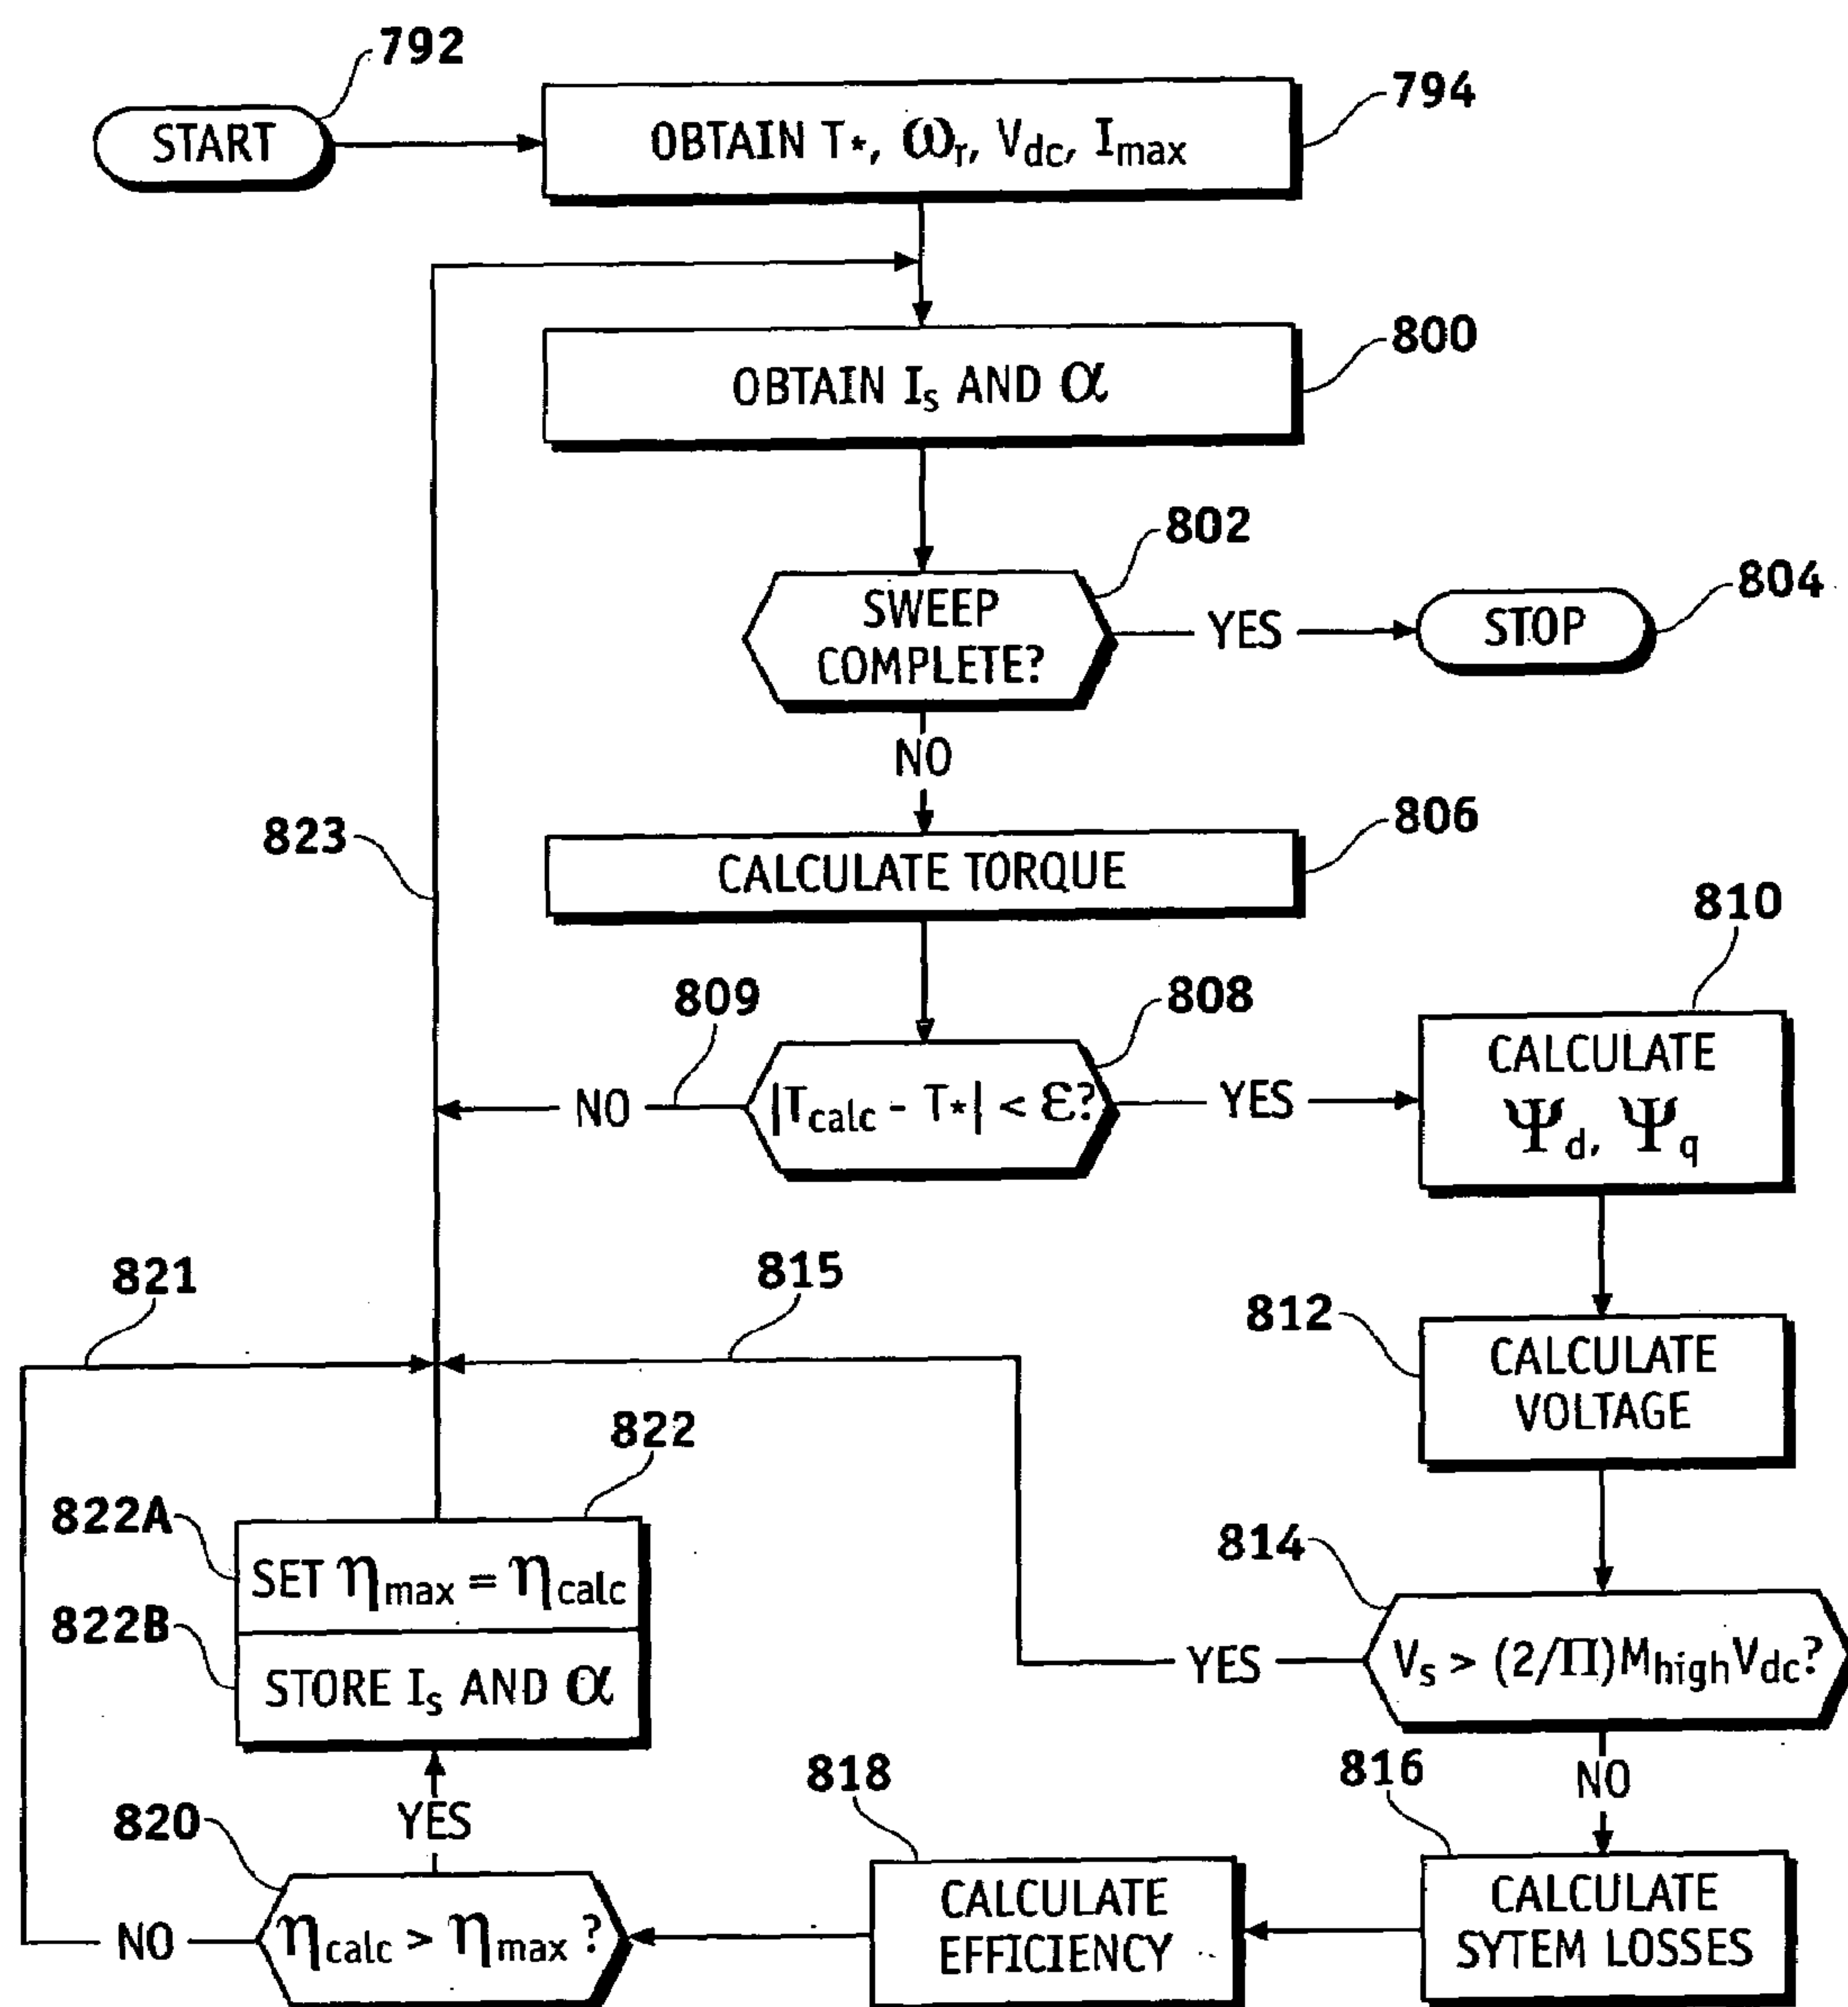 792
START
OBTAIN T*, ωr, Vdc, Imax
794
OBTAIN Is AND α
800
802
SWEEP
COMPLETE?
YES
STOP
804
NO
823
CALCULATE TORQUE
806
809
808
NO
|Tcalc - T*| < ε?
YES
810
CALCULATE
Ψd, Ψq
821
815
812
CALCULATE
VOLTAGE
822
822A
SET ηmax = ηcalc
822B
STORE Is AND α
814
YES
Vs > (2/Π)MhighVdc?
NO
820
YES
NO
ηcalc > ηmax ?
818
CALCULATE
EFFICIENCY
816
CALCULATE
SYTEM LOSSES